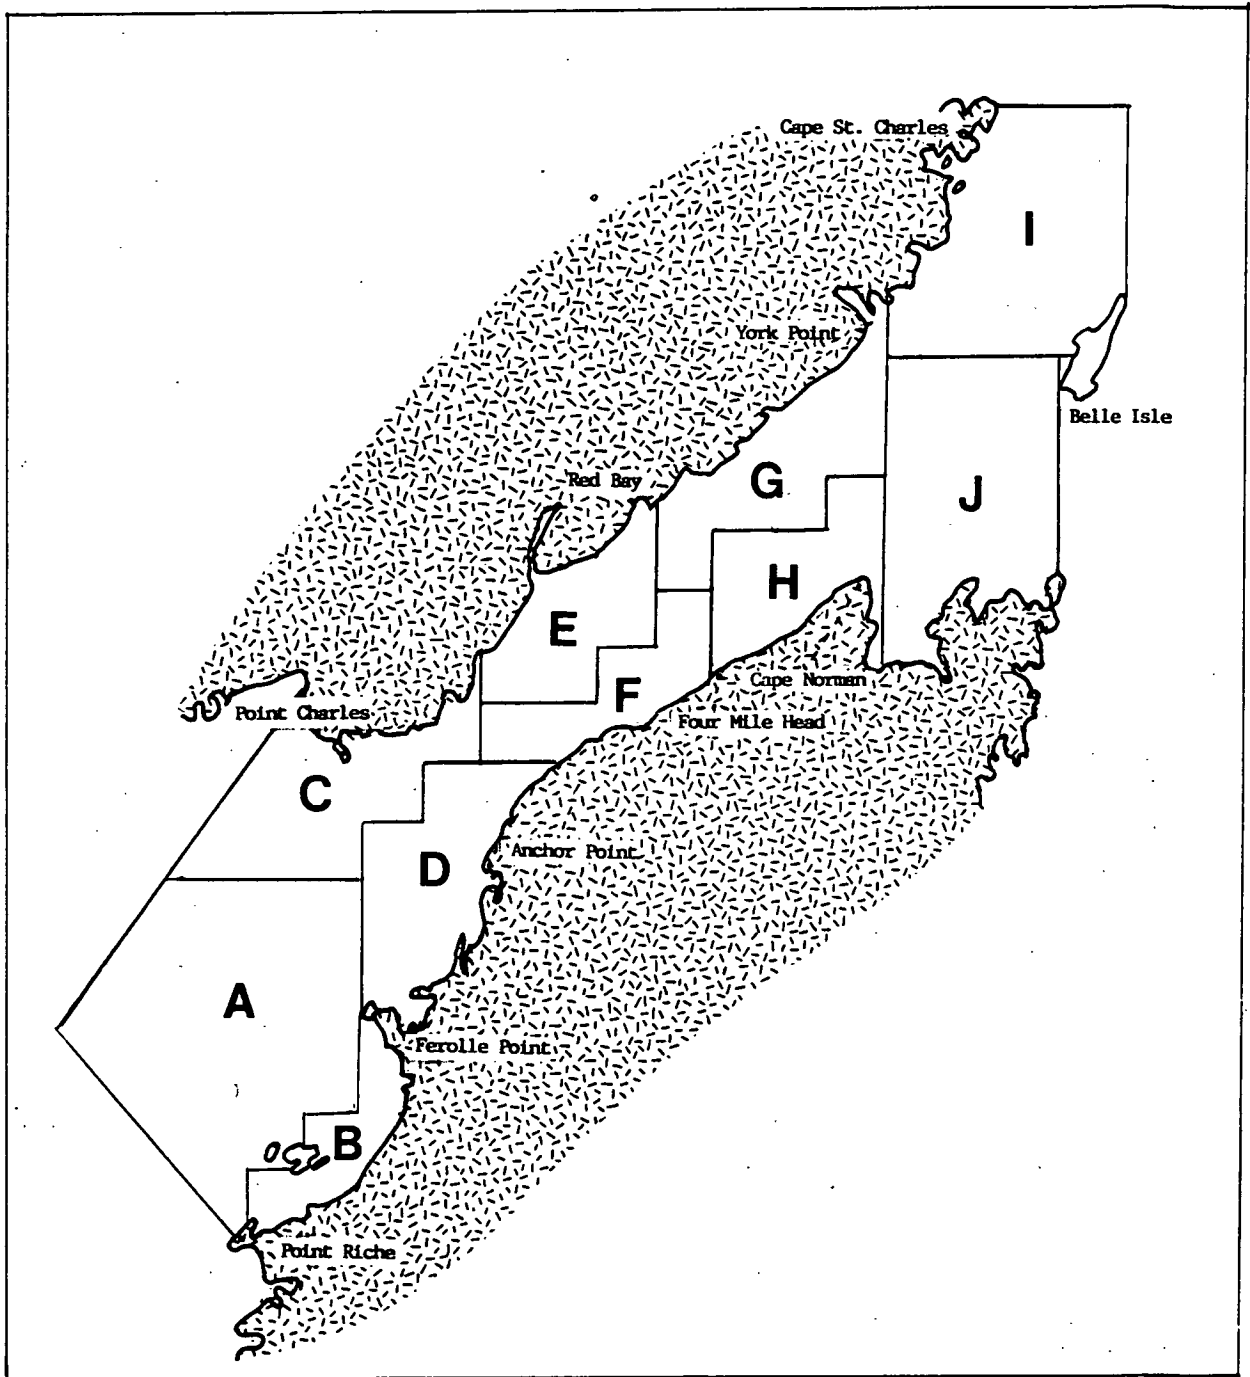 Cape St. Charles
I
York Point
Belle Isle
Red Bay
G
J
H
E
Cape Norman
F
Point Charles
Four Mile Head
C
Anchor Point
D
A
Ferolle Point
B
Point Riche